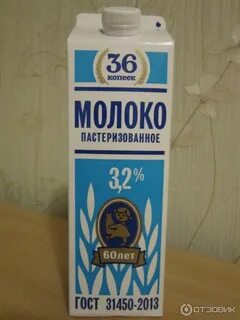 36
копеек
МОЛОКО
ПАСТЕРИЗОВАННОЕ
3,2%
60лет
ГОСТ 31450-2013
ОТЗОВИК